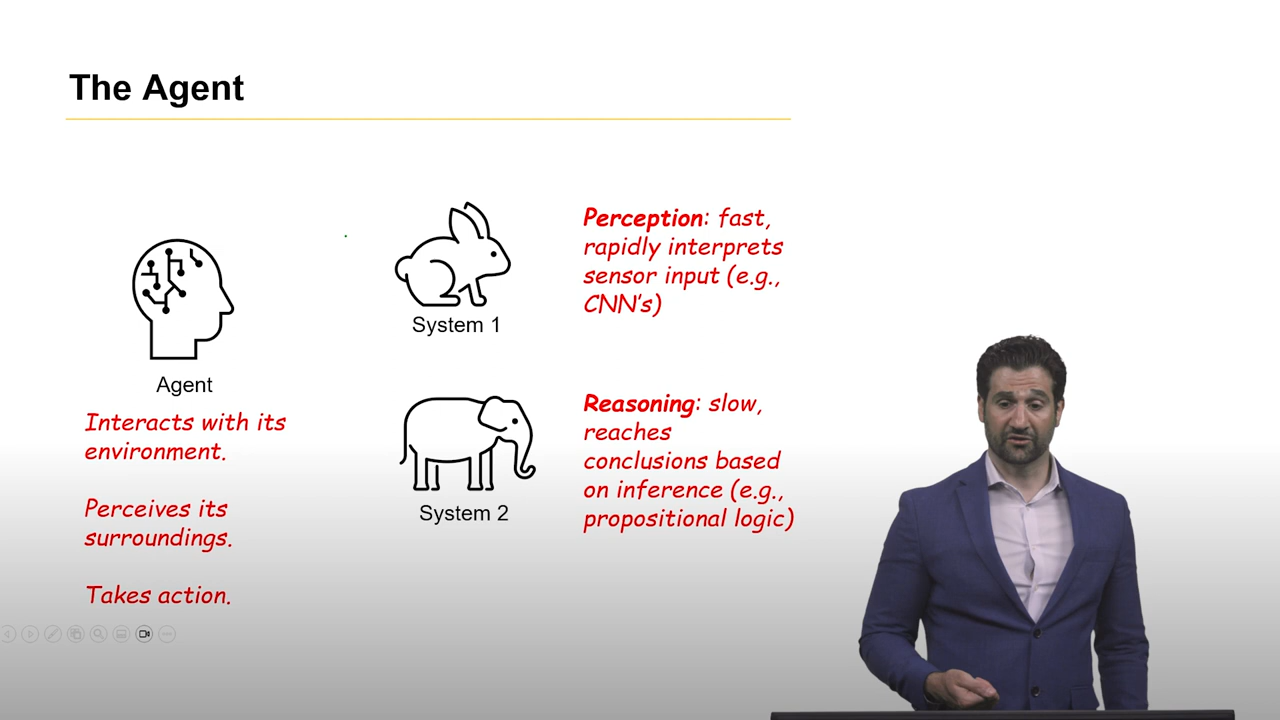 The Agent
Agent
Interacts with its
environment.
Perceives its
surroundings.
Takes action.
System 1
Perception: fast,
rapidly interprets
sensor input (e.g.,
CNN's)
System 2
Reasoning: slow,
reaches
conclusions based
on inference (e.g.,
propositional logic)